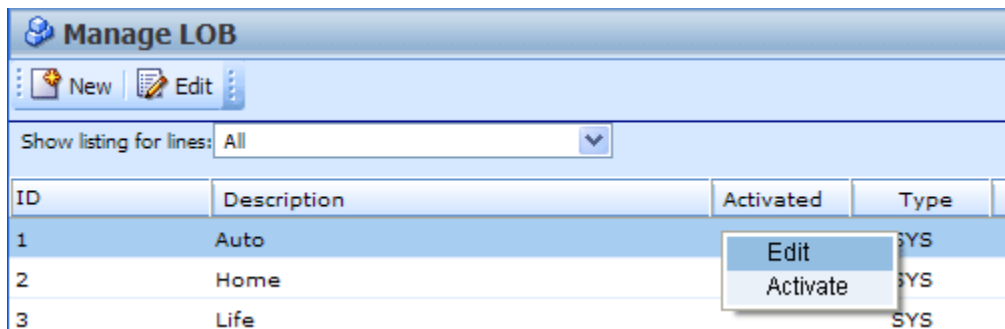 Manage LOB
New Edit
Show listing for lines: All
ID Description Activated Type
1 Auto SYS
Edit
2 Home SYS
Activate
3 Life SYS